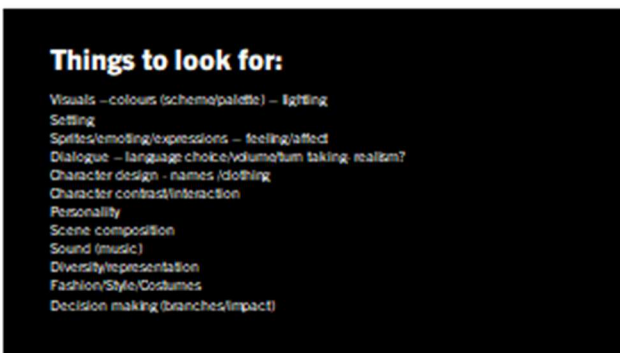 Things to look for:
Visuals –colours (scheme/palette) – lighting
Setting
Sprites/emoting/expressions – feeling/affect
Dialogue – language choice/volume/turn taking- realism?
Character design - names /clothing
Character contrast/interaction
Personality
Scene composition
Sound (music)
Diversity/representation
Fashion/Style/Costumes
Decision making (branches/impact)